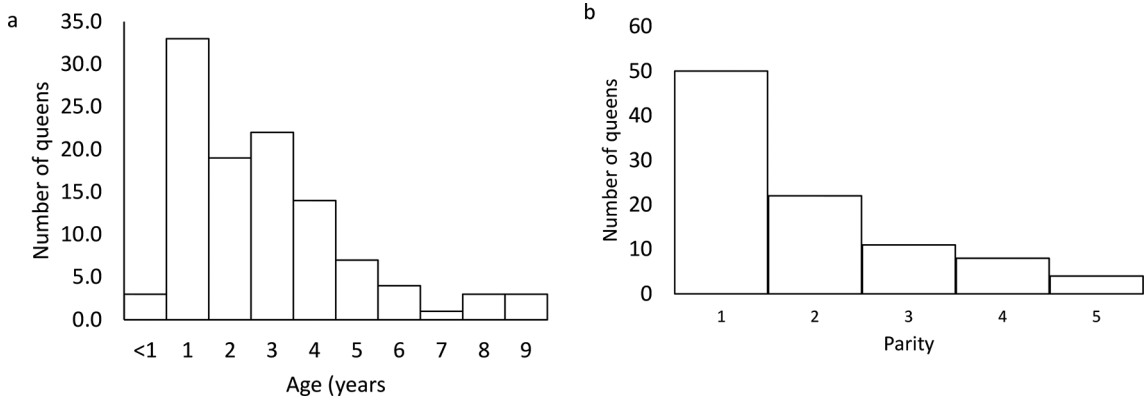 a
Number of queens
35.0
30.0
25.0
20.0
15.0
10.0
5.0
0.0
<1 1 2 3 4 5 6 7 8 9
Age (years
b
Number of queens
60
50
40
30
20
10
0
1 2 3 4 5
Parity